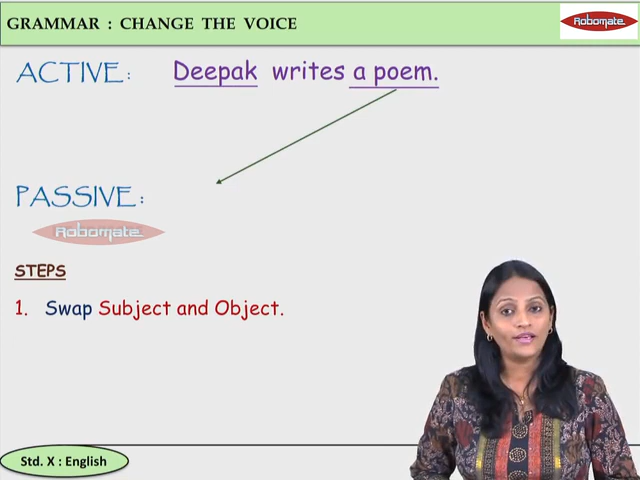 GRAMMAR : CHANGE THE VOICE
Robomate
ACTIVE : Deepak writes a poem.
PASSIVE :
Robomate
STEPS
1. Swap Subject and Object.
Std. X : English